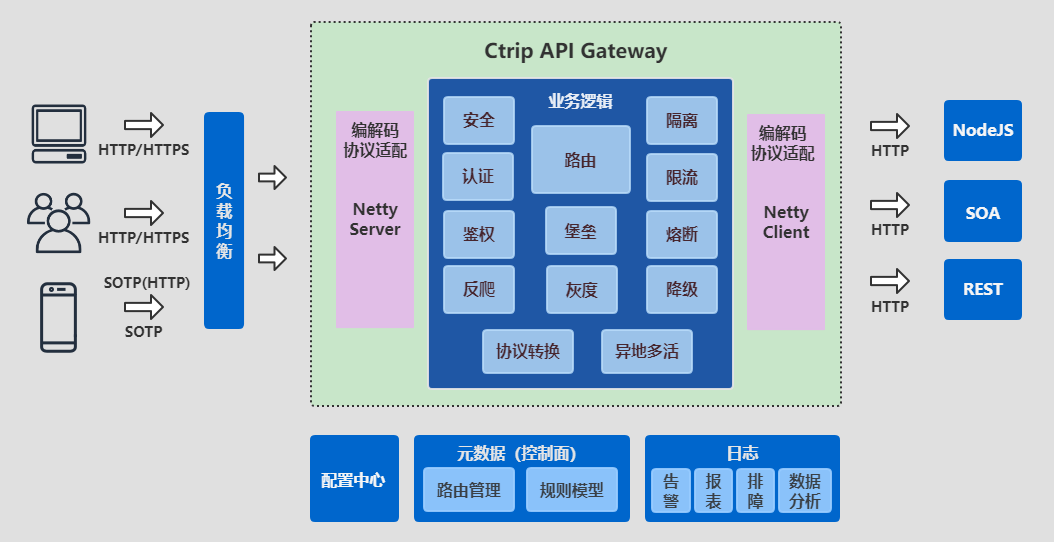 Ctrip API Gateway
HTTP/HTTPS
HTTP/HTTPS
SOTP(HTTP)
SOTP
负
载
均
衡
编解码
协议适配
Netty
Server
业务逻辑
安全
认证
鉴权
反爬
路由
堡垒
灰度
隔离
限流
熔断
降级
协议转换
异地多活
编解码
协议适配
Netty
Client
HTTP
HTTP
HTTP
NodeJS
SOA
REST
配置中心
元数据（控制面）
路由管理
规则模型
日志
告
警
报
表
排
障
数据
分析